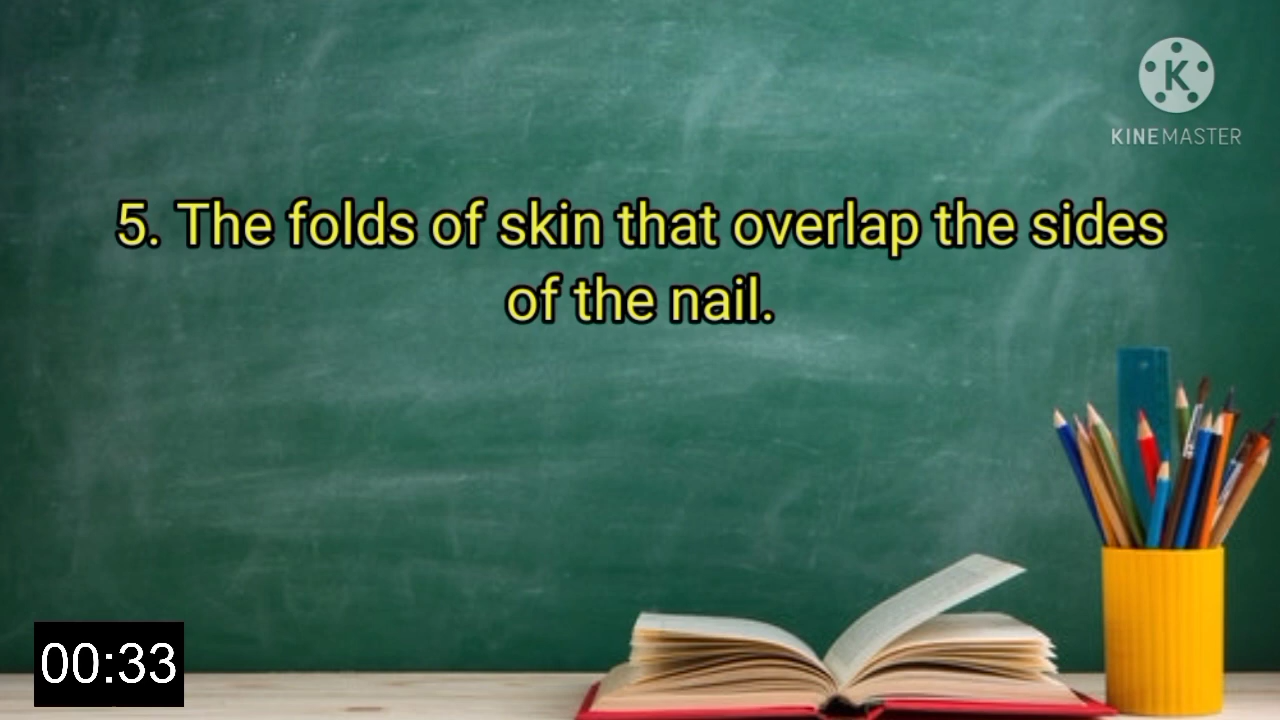 KINEMASTER
5. The folds of skin that overlap the sides
of the nail.
00:33